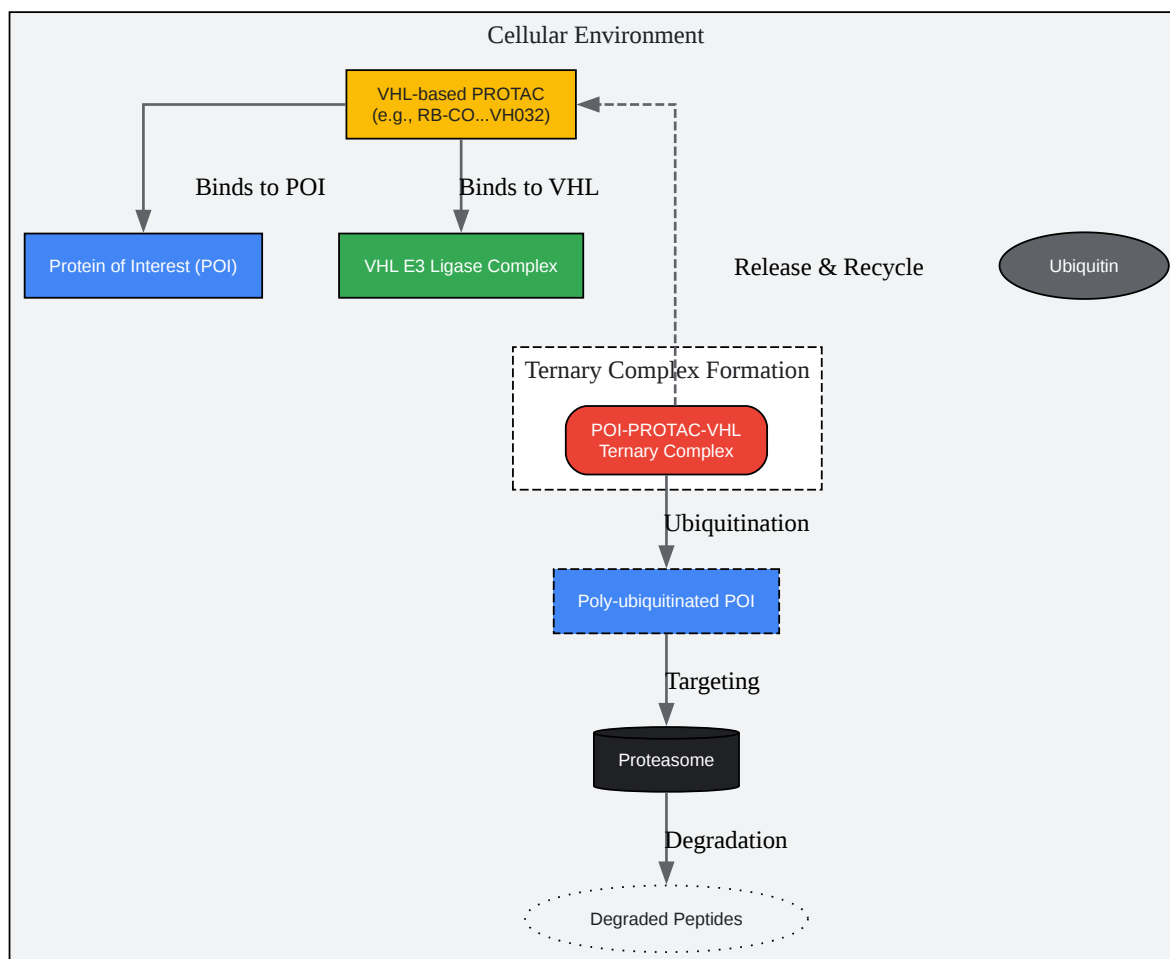 Cellular Environment
VHL-based PROTAC
(e.g., RB-CO...VH032)
Binds to POI
Binds to VHL
Protein of Interest (POI)
VHL E3 Ligase Complex
Release & Recycle
Ubiquitin
Ternary Complex Formation
POI-PROTAC-VHL
Ternary Complex
Ubiquitination
Poly-ubiquitinated POI
Targeting
Proteasome
Degradation
Degraded Peptides